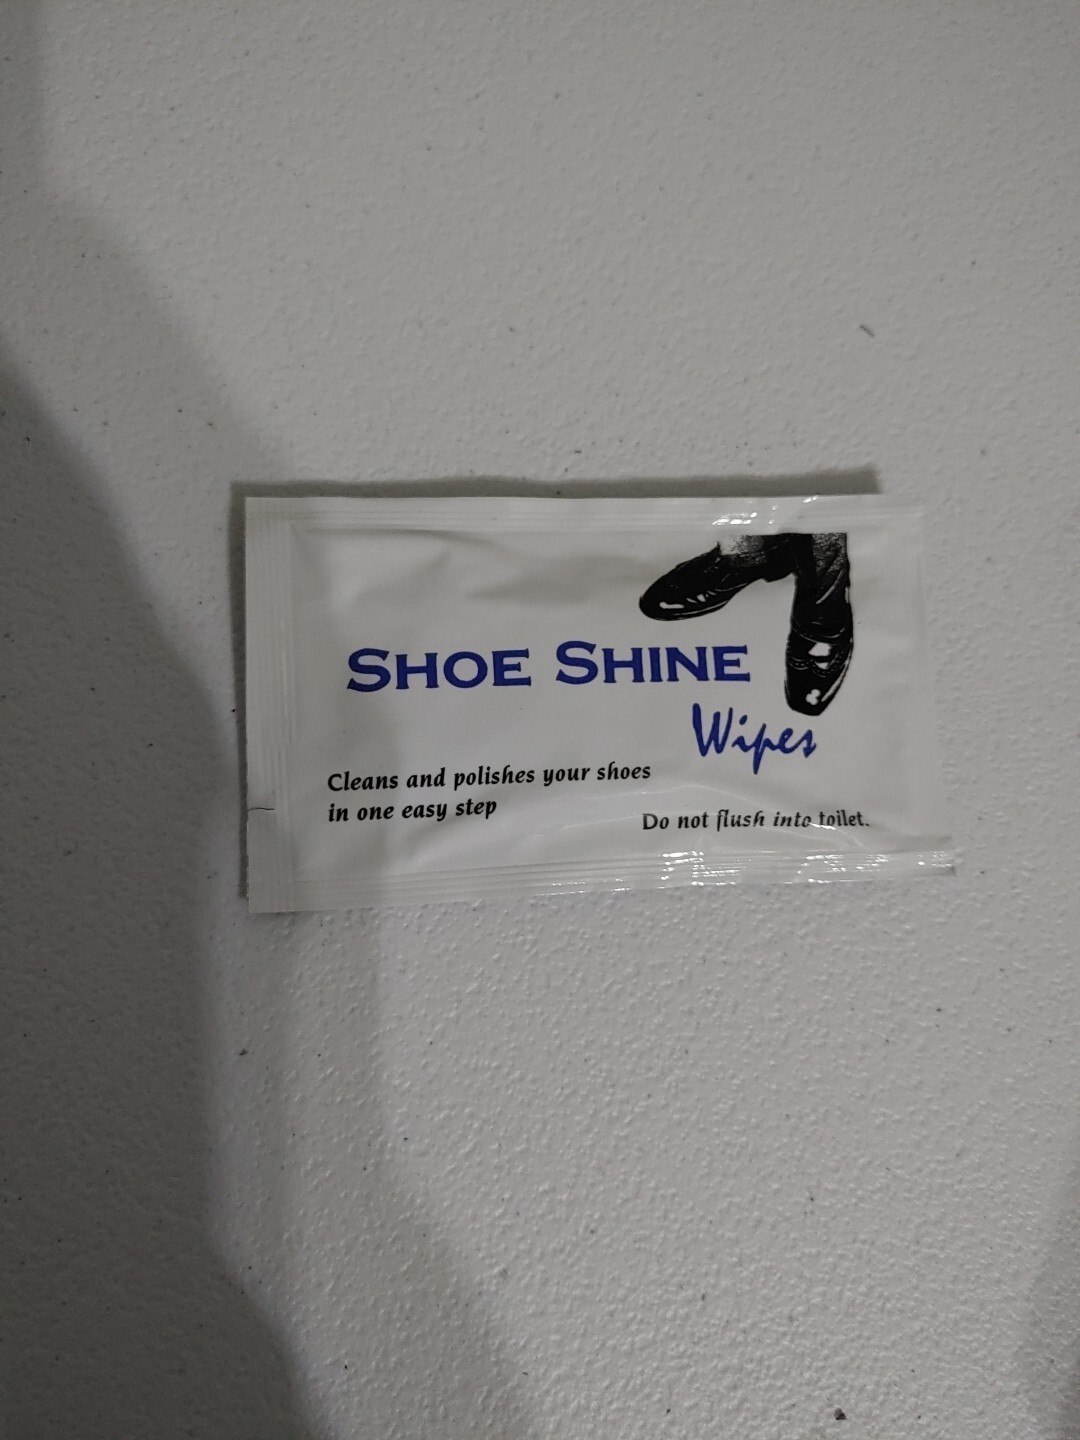 SHOE SHINE
Wipes
Cleans and polishes your shoes
in one easy step
Do not flush into toilet.